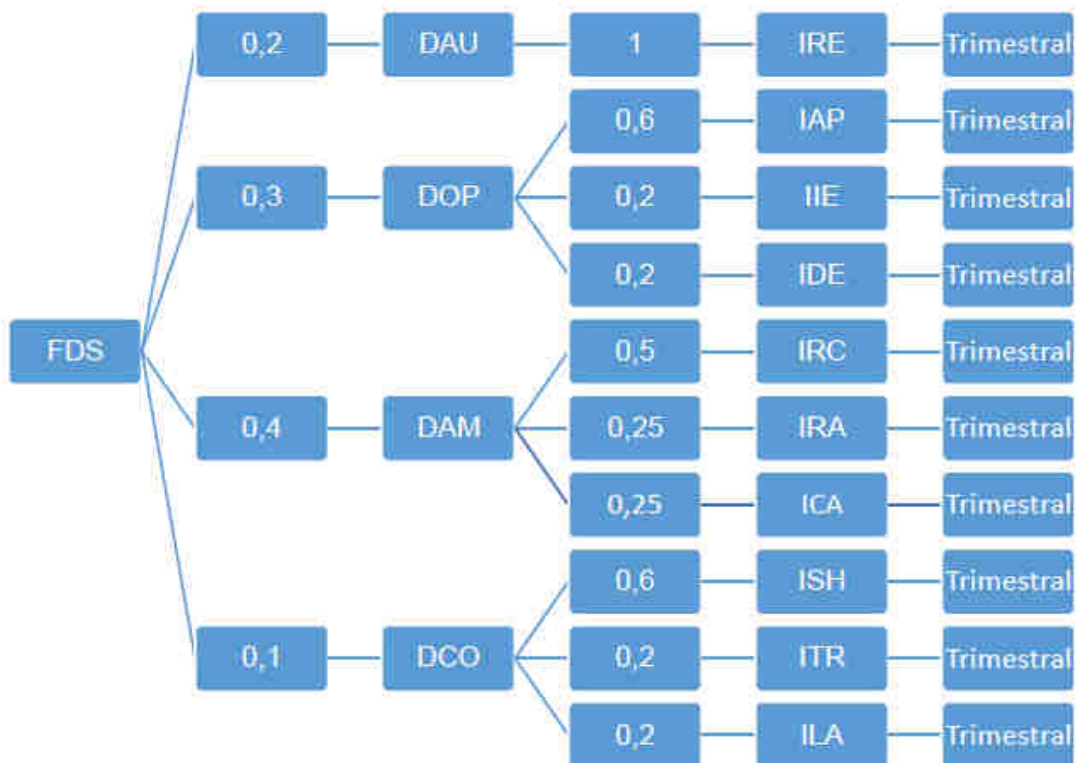 0,2 DAU 1 IRE Trimestral
0,6 IAP Trimestral
0,3 DOP 0,2 IIE Trimestral
0,2 IDE Trimestral
FDS 0,5 IRC Trimestral
0,4 DAM 0,25 IRA Trimestral
0,25 ICA Trimestral
0,6 ISH Trimestral
0,1 DCO 0,2 ITR Trimestral
0,2 ILA Trimestral